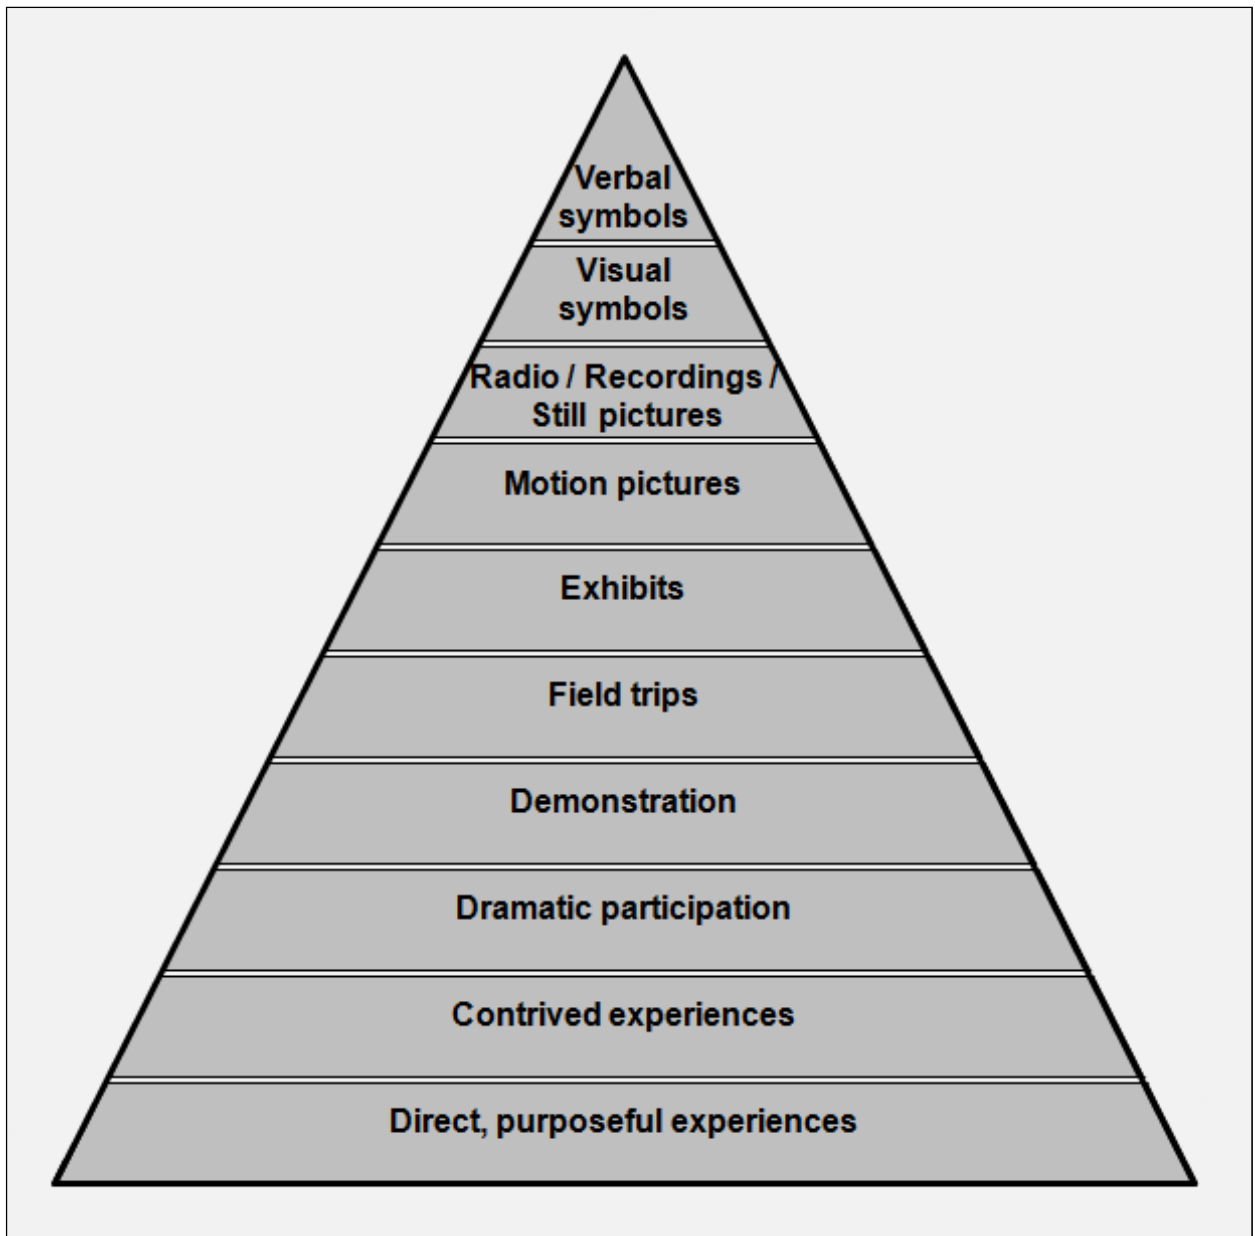 Verbal
symbols
Visual
symbols
Radio / Recordings /
Still pictures
Motion pictures
Exhibits
Field trips
Demonstration
Dramatic participation
Contrived experiences
Direct, purposeful experiences